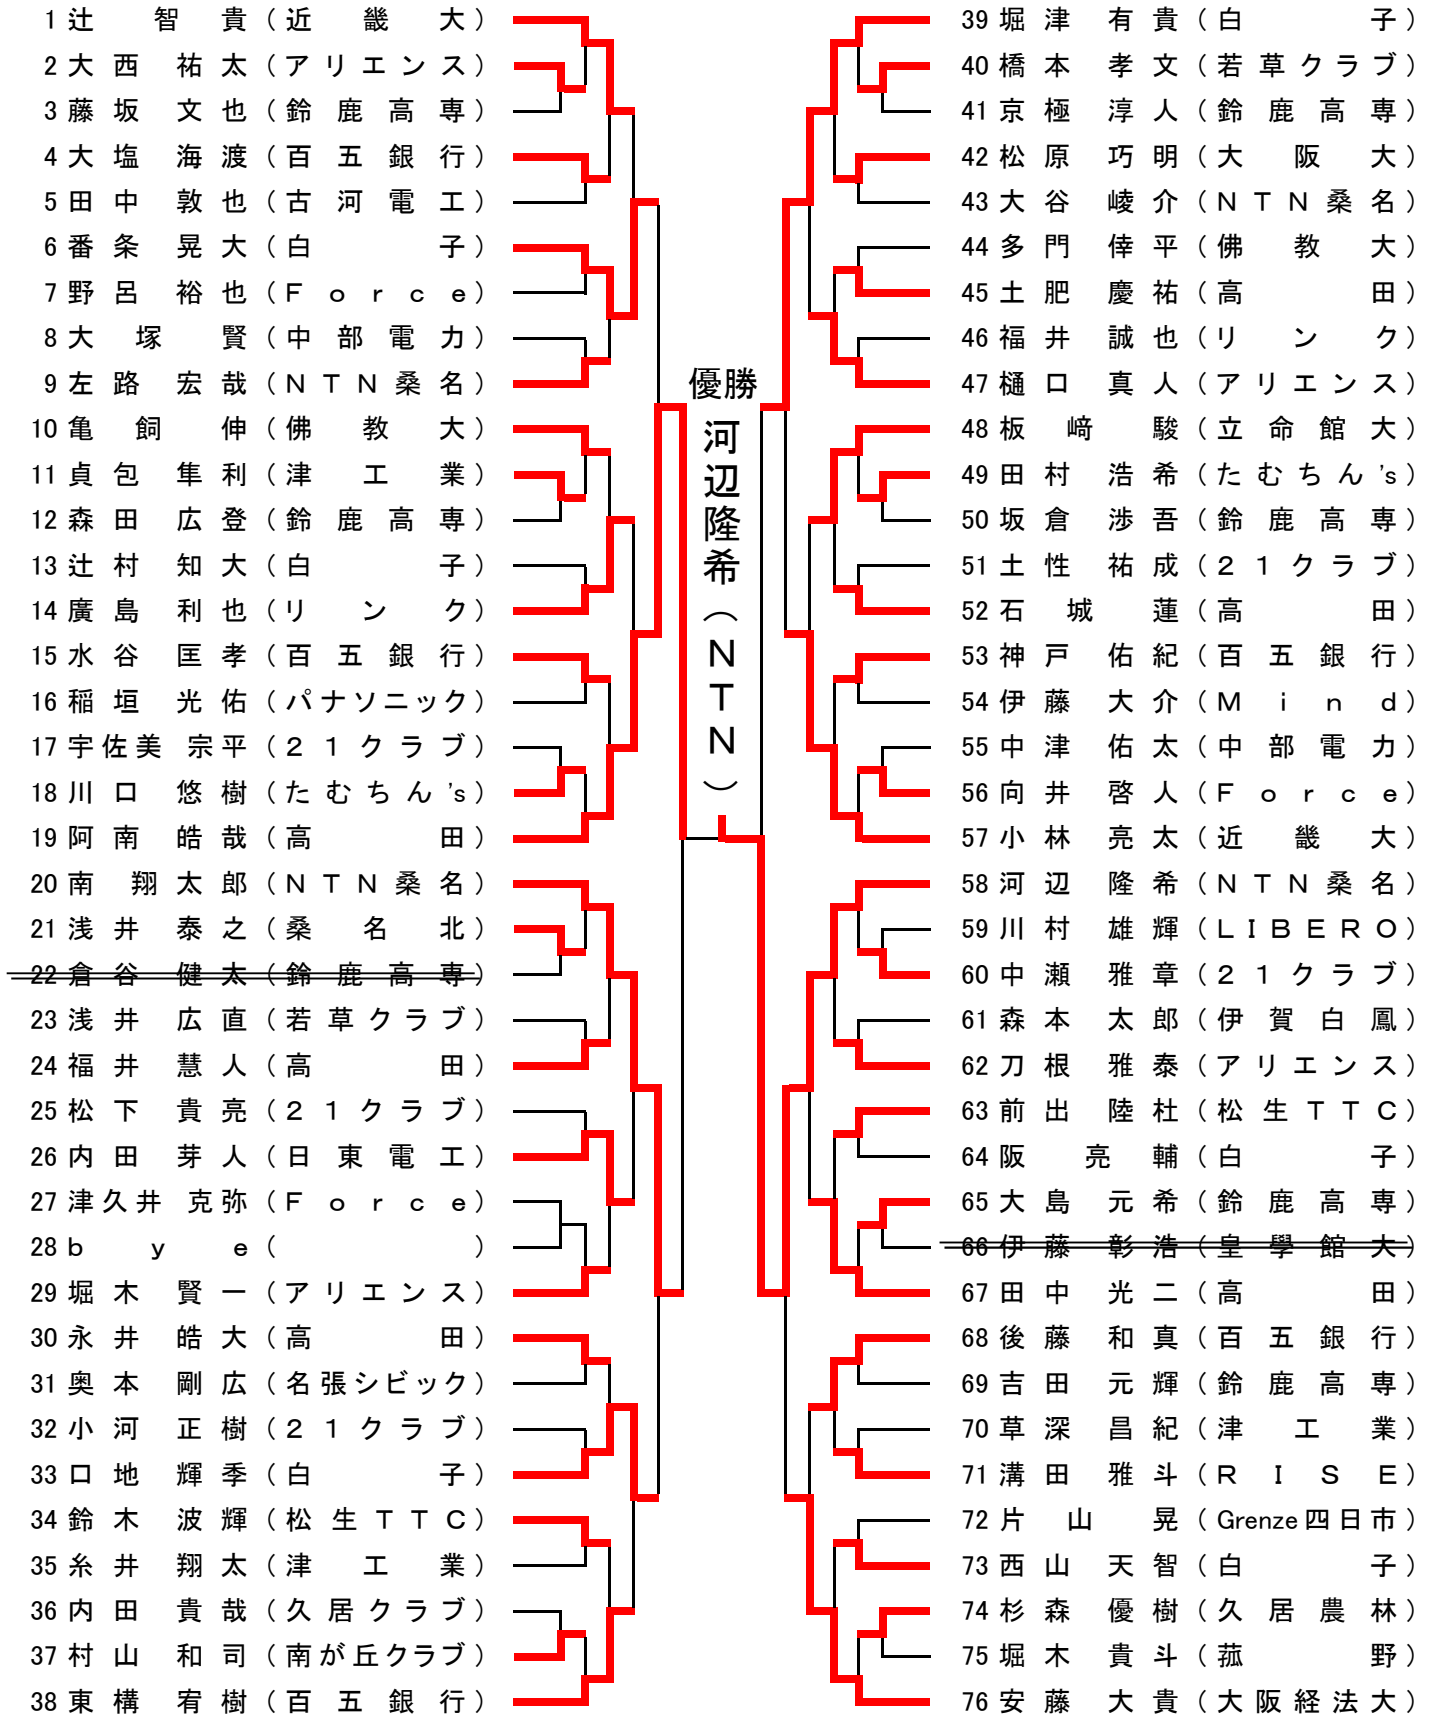 1 辻 智 貴 ( 近 畿 大 )
2 大 西 祐 太 ( ア リ エ ン ス )
3 藤 坂 文 也 ( 鈴 鹿 高 専 )
4 大 塩 海 渡 ( 百 五 銀 行 )
5 田 中 敦 也 ( 古 河 電 工 )
6 番 条 晃 大 ( 白 子 )
7 野 呂 裕 也 ( Ｆ ｏ ｒ ｃ ｅ )
8 大 塚 賢 ( 中 部 電 力 )
9 左 路 宏 哉 ( Ｎ Ｔ Ｎ 桑 名 )
10 亀 飼 伸 ( 佛 教 大 )
11 貞 包 隼 利 ( 津 工 業 )
12 森 田 広 登 ( 鈴 鹿 高 専 )
13 辻 村 知 大 ( 白 子 )
14 廣 島 利 也 ( リ ン ク )
15 水 谷 匡 孝 ( 百 五 銀 行 )
16 稲 垣 光 佑 ( パナソニック )
17 宇佐美 宗平 ( ２ １ ク ラ ブ )
18 川 口 悠 樹 ( た む ち ん 's )
19 阿 南 皓 哉 ( 高 田 )
20 南 翔 太 郎 ( Ｎ Ｔ Ｎ 桑 名 )
21 浅 井 泰 之 ( 桑 名 北 )
22 倉 谷 健 太 ( 鈴 鹿 高 専 )
23 浅 井 広 直 ( 若 草 ク ラ ブ )
24 福 井 慧 人 ( 高 田 )
25 松 下 貴 亮 ( ２ １ ク ラ ブ )
26 内 田 芽 人 ( 日 東 電 工 )
27 津久井 克弥 ( Ｆ ｏ ｒ ｃ ｅ )
28 ｂ ｙ ｅ ( )
29 堀 木 賢 一 ( ア リ エ ン ス )
30 永 井 皓 大 ( 高 田 )
31 奥 本 剛 広 ( 名張シビック )
32 小 河 正 樹 ( ２ １ ク ラ ブ )
33 口 地 輝 季 ( 白 子 )
34 鈴 木 波 輝 ( 松 生 Ｔ Ｔ Ｃ )
35 糸 井 翔 太 ( 津 工 業 )
36 内 田 貴 哉 ( 久 居 ク ラ ブ )
37 村 山 和 司 ( 南が丘クラブ )
38 東 構 宥 樹 ( 百 五 銀 行 )
優勝
河辺隆希（ＮＴＮ）
39 堀 津 有 貴 ( 白 子 )
40 橋 本 孝 文 ( 若 草 ク ラ ブ )
41 京 極 淳 人 ( 鈴 鹿 高 専 )
42 松 原 巧 明 ( 大 阪 大 )
43 大 谷 崚 介 ( Ｎ Ｔ Ｎ 桑 名 )
44 多 門 倖 平 ( 佛 教 大 )
45 土 肥 慶 祐 ( 高 田 )
46 福 井 誠 也 ( リ ン ク )
47 樋 口 真 人 ( ア リ エ ン ス )
48 板 﨑 駿 ( 立 命 館 大 )
49 田 村 浩 希 ( た む ち ん 's )
50 坂 倉 渉 吾 ( 鈴 鹿 高 専 )
51 土 性 祐 成 ( ２ １ ク ラ ブ )
52 石 城 蓮 ( 高 田 )
53 神 戸 佑 紀 ( 百 五 銀 行 )
54 伊 藤 大 介 ( Ｍ ｉ ｎ ｄ )
55 中 津 佑 太 ( 中 部 電 力 )
56 向 井 啓 人 ( Ｆ ｏ ｒ ｃ ｅ )
57 小 林 亮 太 ( 近 畿 大 )
58 河 辺 隆 希 ( Ｎ Ｔ Ｎ 桑 名 )
59 川 村 雄 輝 ( Ｌ Ｉ Ｂ Ｅ Ｒ Ｏ )
60 中 瀬 雅 章 ( ２ １ ク ラ ブ )
61 森 本 太 郎 ( 伊 賀 白 鳳 )
62 刀 根 雅 泰 ( ア リ エ ン ス )
63 前 出 陸 杜 ( 松 生 Ｔ Ｔ Ｃ )
64 阪 亮 輔 ( 白 子 )
65 大 島 元 希 ( 鈴 鹿 高 専 )
66 伊 藤 彰 浩 ( 皇 學 館 大 )
67 田 中 光 二 ( 高 田 )
68 後 藤 和 真 ( 百 五 銀 行 )
69 吉 田 元 輝 ( 鈴 鹿 高 専 )
70 草 深 昌 紀 ( 津 工 業 )
71 溝 田 雅 斗 ( Ｒ Ｉ Ｓ Ｅ )
72 片 山 晃 ( Grenze 四 日 市 )
73 西 山 天 智 ( 白 子 )
74 杉 森 優 樹 ( 久 居 農 林 )
75 堀 木 貴 斗 ( 菰 野 )
76 安 藤 大 貴 ( 大 阪 経 法 大 )